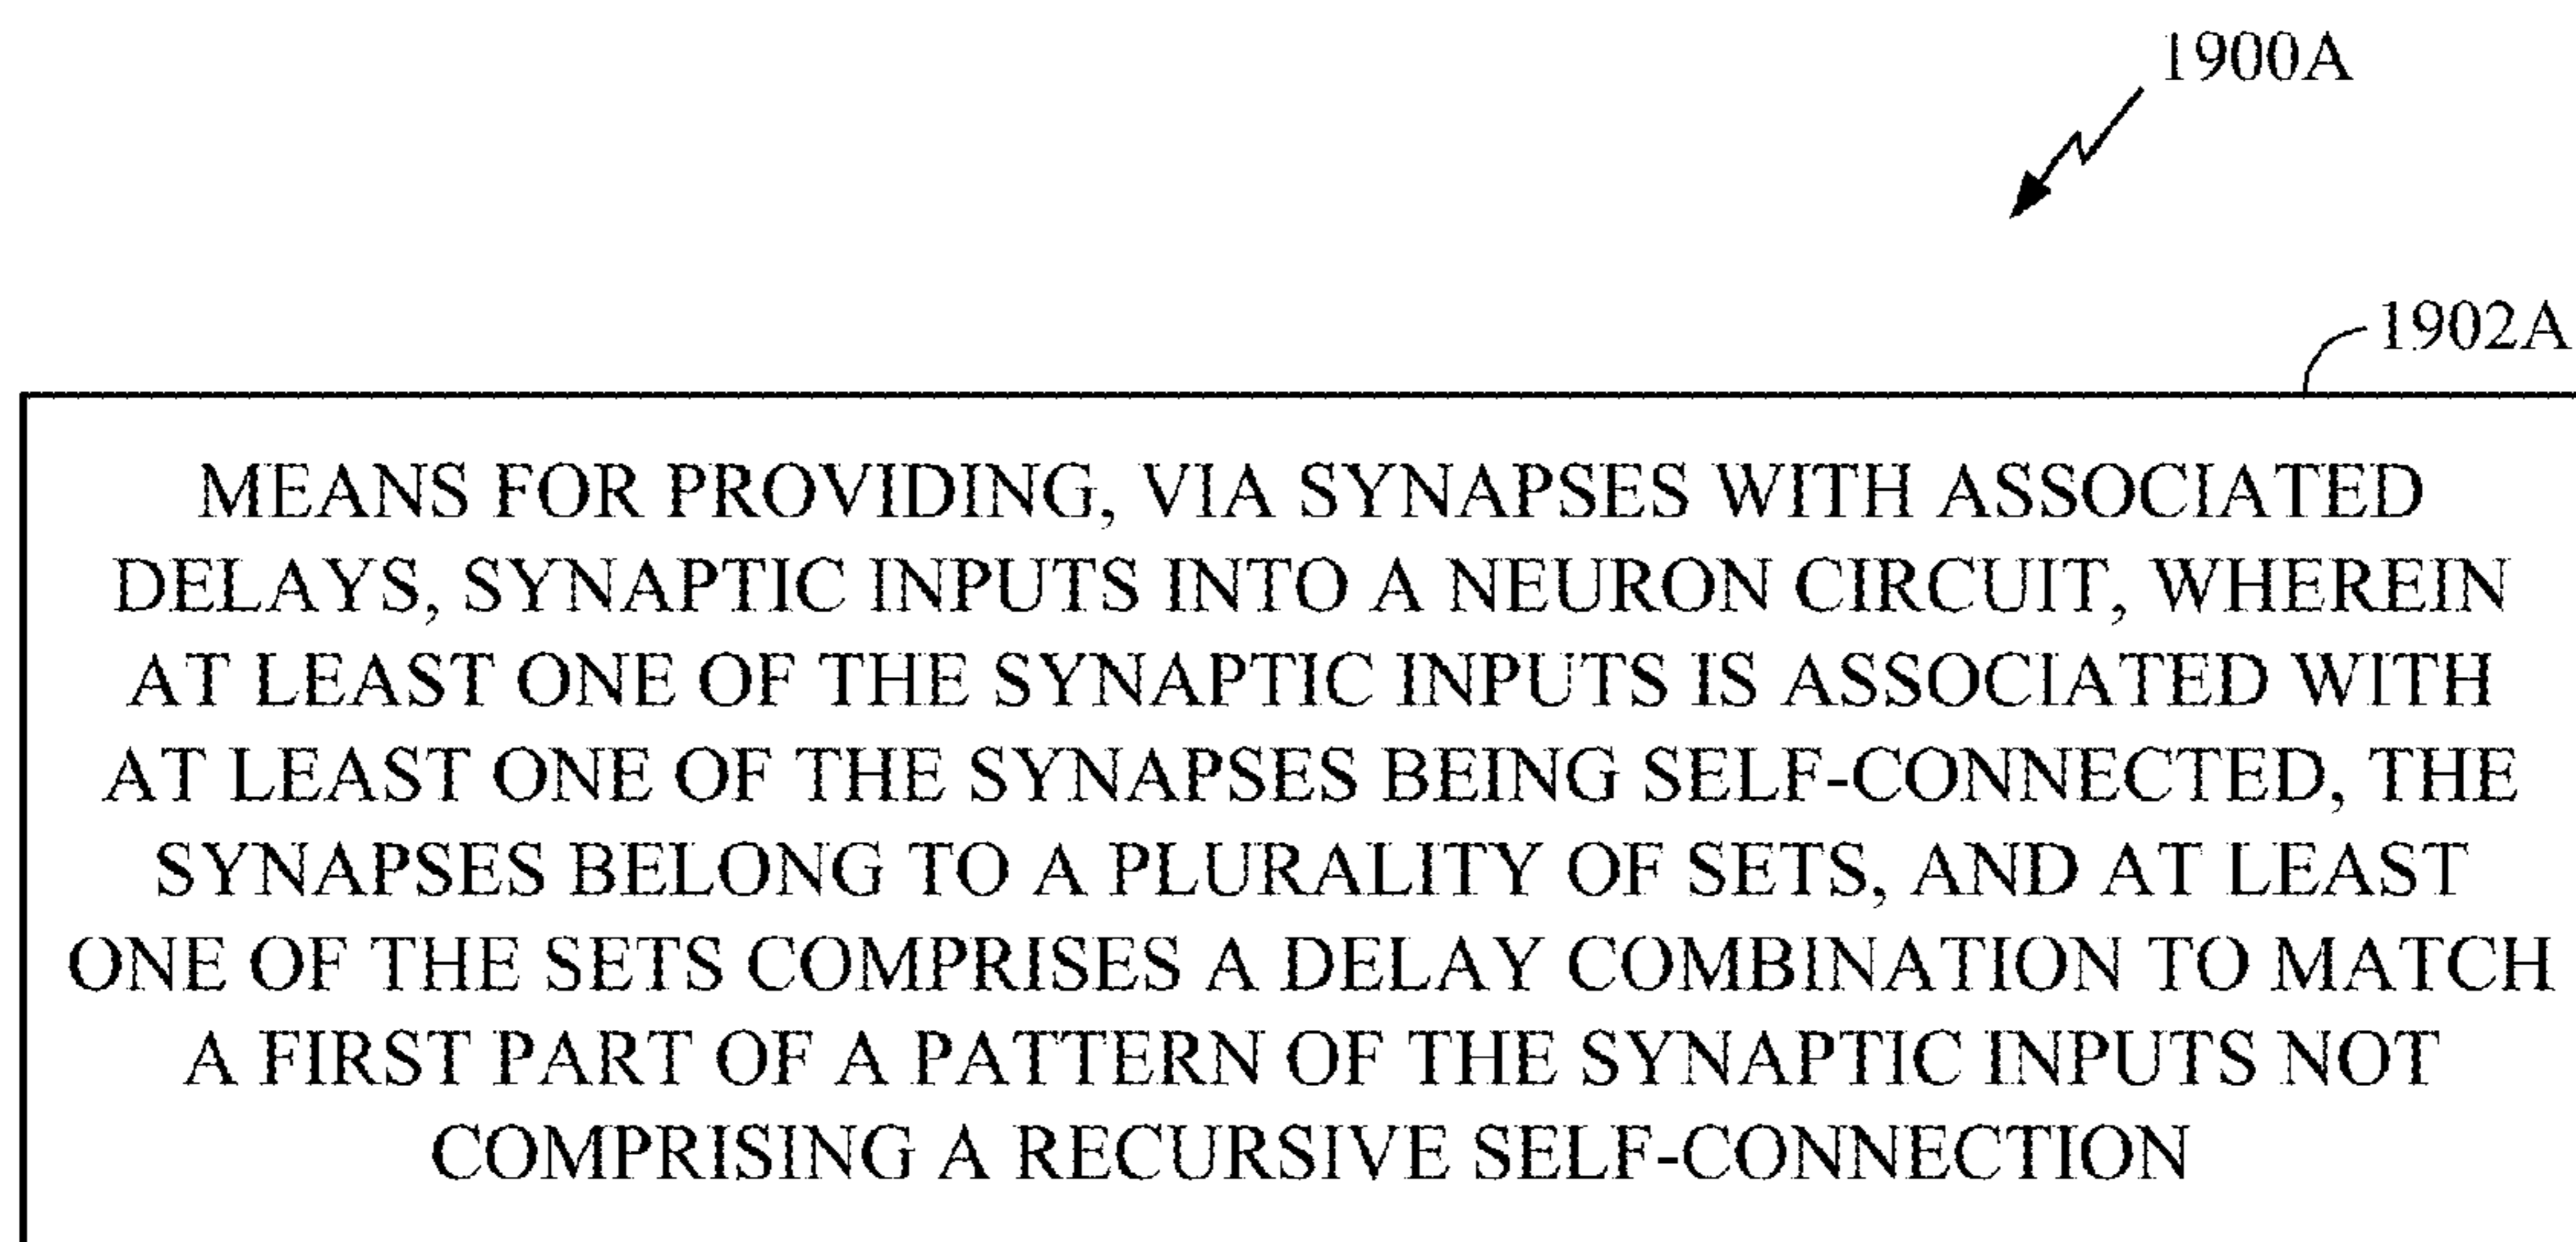 1900A
1902A
MEANS FOR PROVIDING, VIA SYNAPSES WITH ASSOCIATED
DELAYS, SYNAPTIC INPUTS INTO A NEURON CIRCUIT, WHEREIN
AT LEAST ONE OF THE SYNAPTIC INPUTS IS ASSOCIATED WITH
AT LEAST ONE OF THE SYNAPSES BEING SELF-CONNECTED, THE
SYNAPSES BELONG TO A PLURALITY OF SETS, AND AT LEAST
ONE OF THE SETS COMPRISES A DELAY COMBINATION TO MATCH
A FIRST PART OF A PATTERN OF THE SYNAPTIC INPUTS NOT
COMPRISING A RECURSIVE SELF-CONNECTION